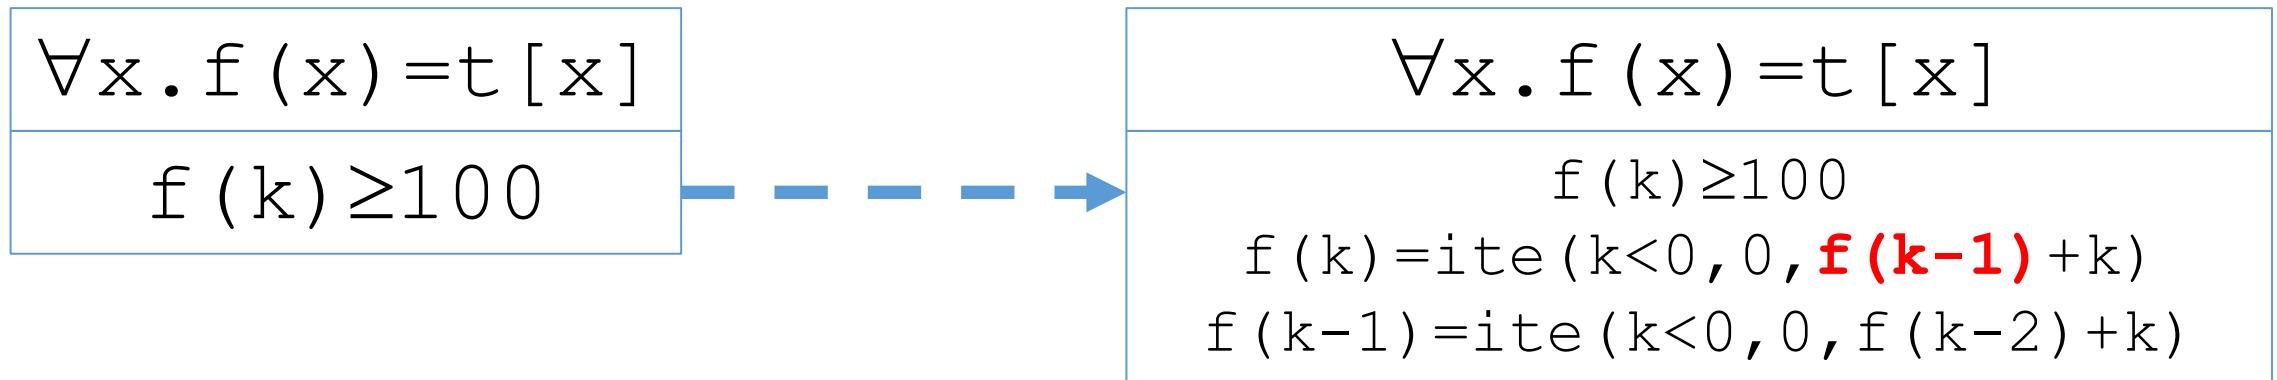 ∀x.f(x)=t[x]
f(k)≥100
∀x.f(x)=t[x]
f(k)≥100
f(k)=ite(k<0,0,f(k-1)+k)
f(k-1)=ite(k<0,0,f(k-2)+k)